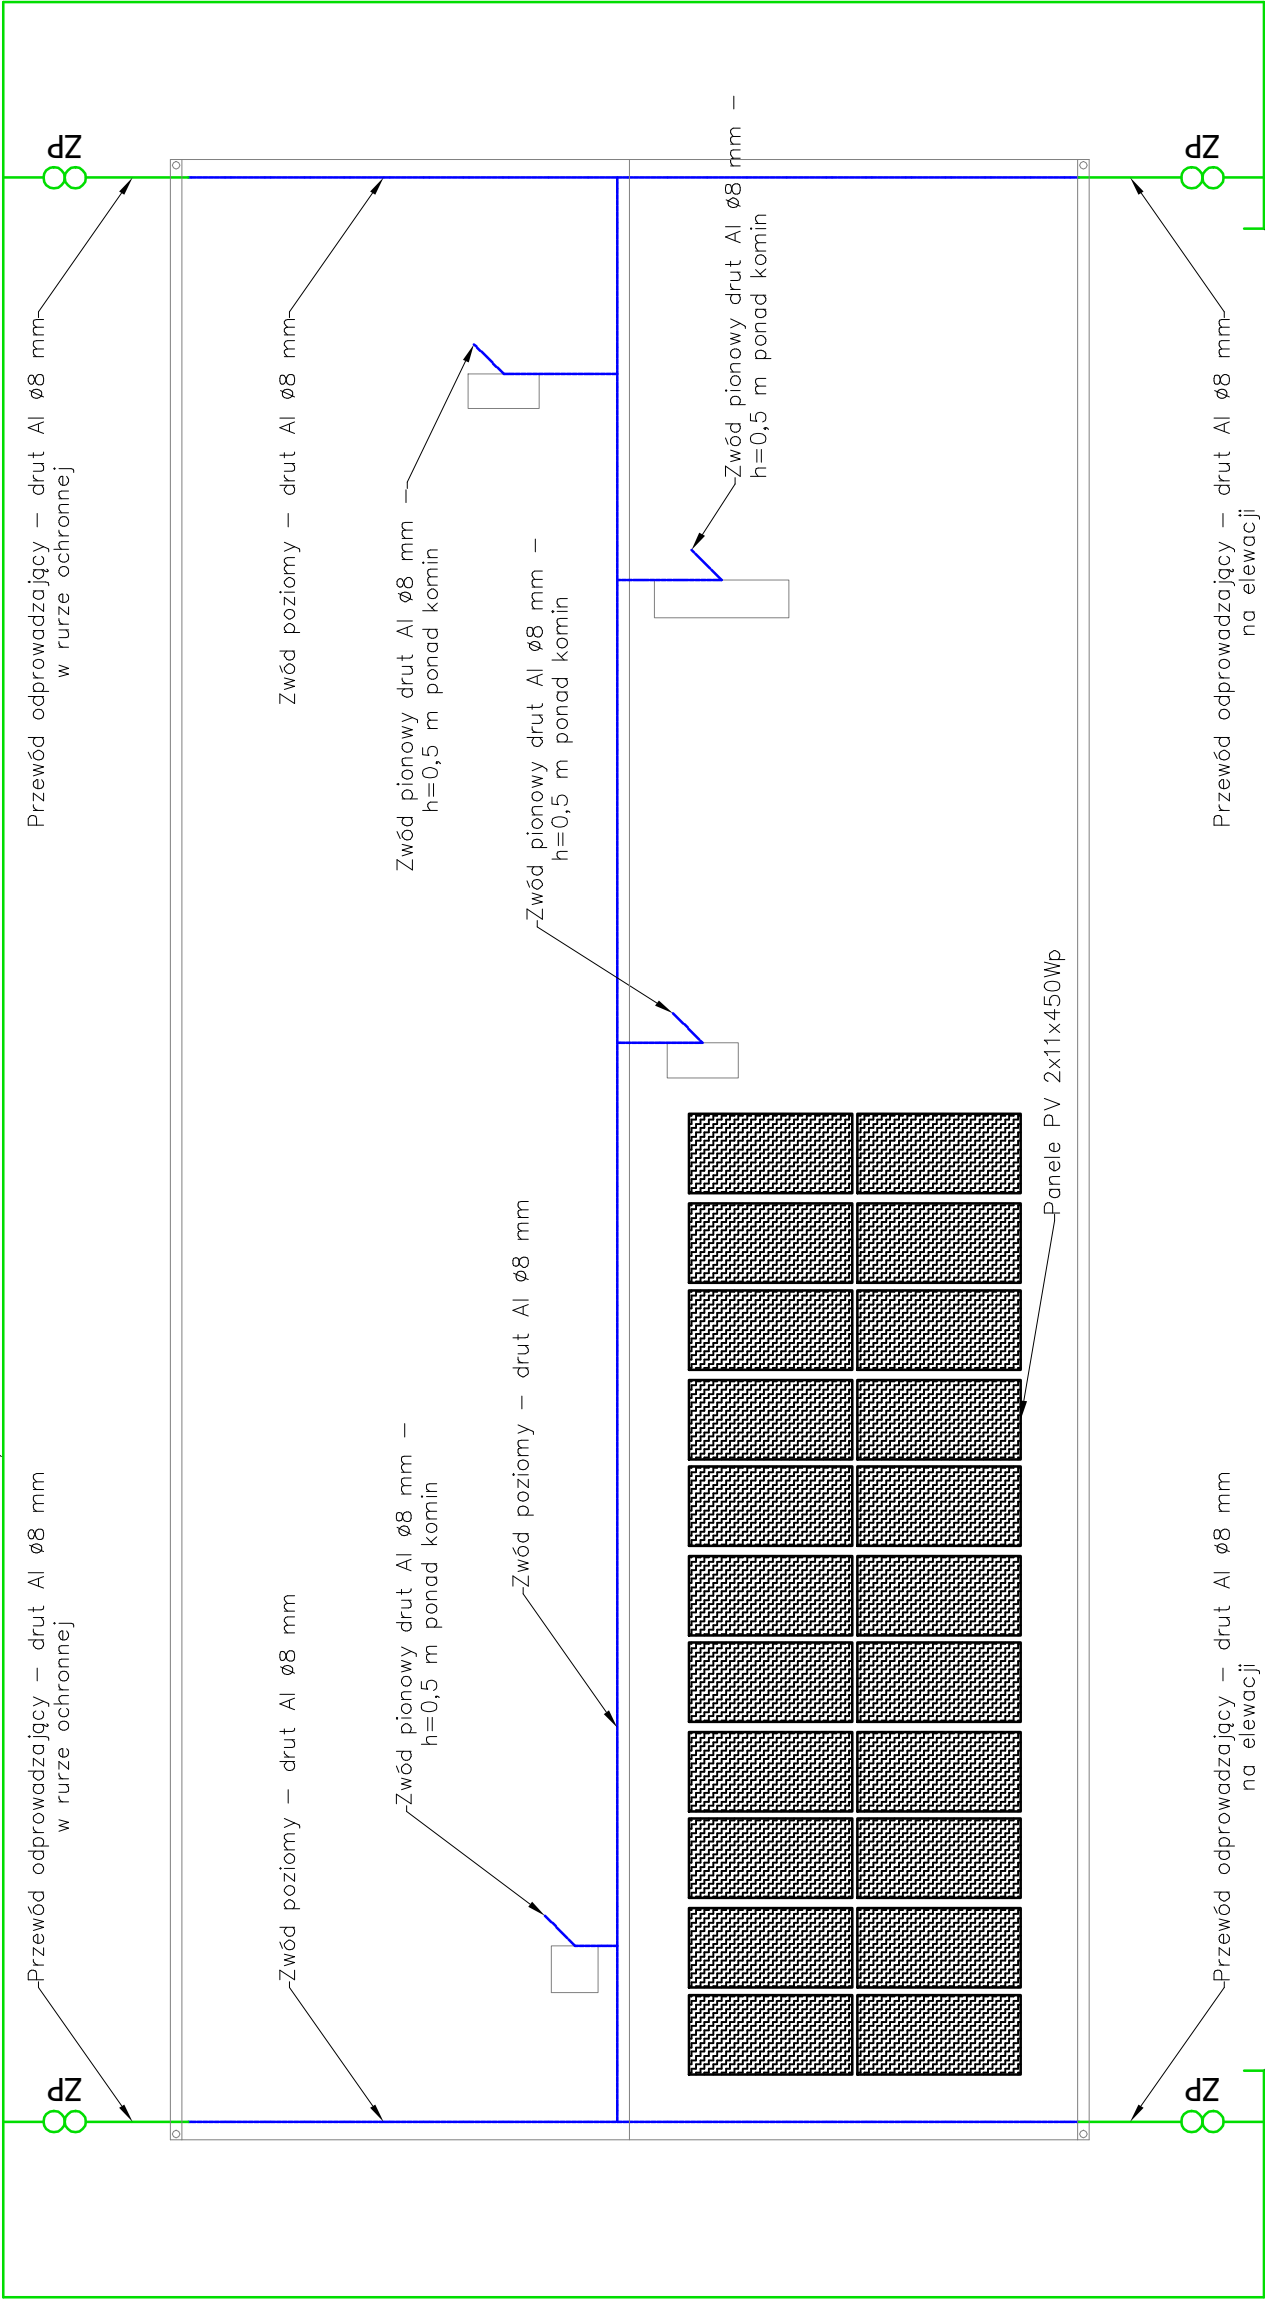 Przewód odprowadzający – drut Al ø8 mm
w rurze ochronnej
Przewód odprowadzający – drut Al ø8 mm
w rurze ochronnej
ZP
ZP
Zwód poziomy – drut Al ø8 mm
Zwód poziomy – drut Al ø8 mm
Zwód pionowy drut Al ø8 mm –
h=0,5 m ponad komin
Zwód pionowy drut Al ø8 mm –
h=0,5 m ponad komin
Zwód poziomy – drut Al ø8 mm
Zwód pionowy drut Al ø8 mm –
h=0,5 m ponad komin
Zwód pionowy drut Al ø8 mm –
h=0,5 m ponad komin
Panele PV 2x11x450Wp
ZP
ZP
Przewód odprowadzający – drut Al ø8 mm
na elewacji
Przewód odprowadzający – drut Al ø8 mm
na elewacji